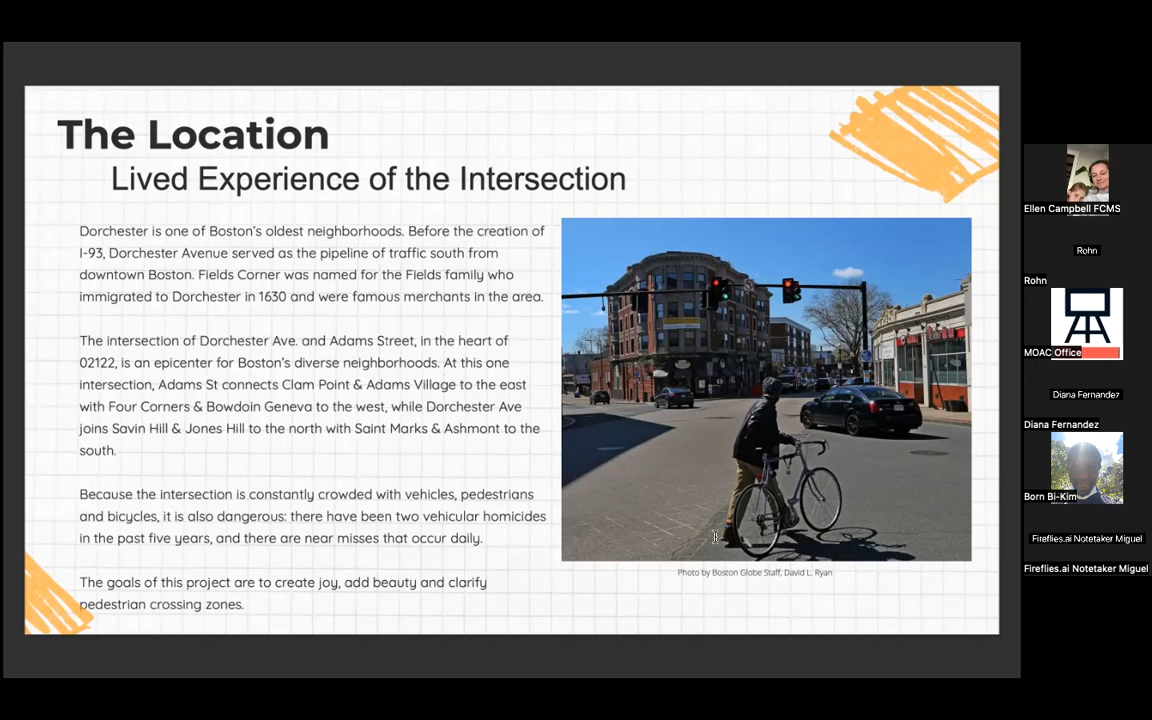 The Location
Lived Experience of the Intersection
Dorchester is one of Boston's oldest neighborhoods. Before the creation of
I-93, Dorchester Avenue served as the pipeline of traffic south from
downtown Boston. Fields Corner was named for the Fields family who
immigrated to Dorchester in 1630 and were famous merchants in the area.
The intersection of Dorchester Ave. and Adams Street, in the heart of
02122, is an epicenter for Boston's diverse neighborhoods. At this one
intersection, Adams St connects Clam Point & Adams Village to the east
with Four Corners & Bowdoin Geneva to the west, while Dorchester Ave
joins Savin Hill & Jones Hill to the north with Saint Marks & Ashmont to the
south.
Because the intersection is constantly crowded with vehicles, pedestrians
and bicycles, it is also dangerous: there have been two vehicular homicides
in the past five years, and there are near misses that occur daily.
The goals of this project are to create joy, add beauty and clarify
pedestrian crossing zones.
Photo by Boston Globe Staff, David L. Ryan
Ellen Campbell FCMS
Rohn
Rohn
MOAC Office
Diana Fernandez
Diana Fernandez
Born Bi-Kim
Fireflies.ai Notetaker Miguel
Fireflies.ai Notetaker Miguel